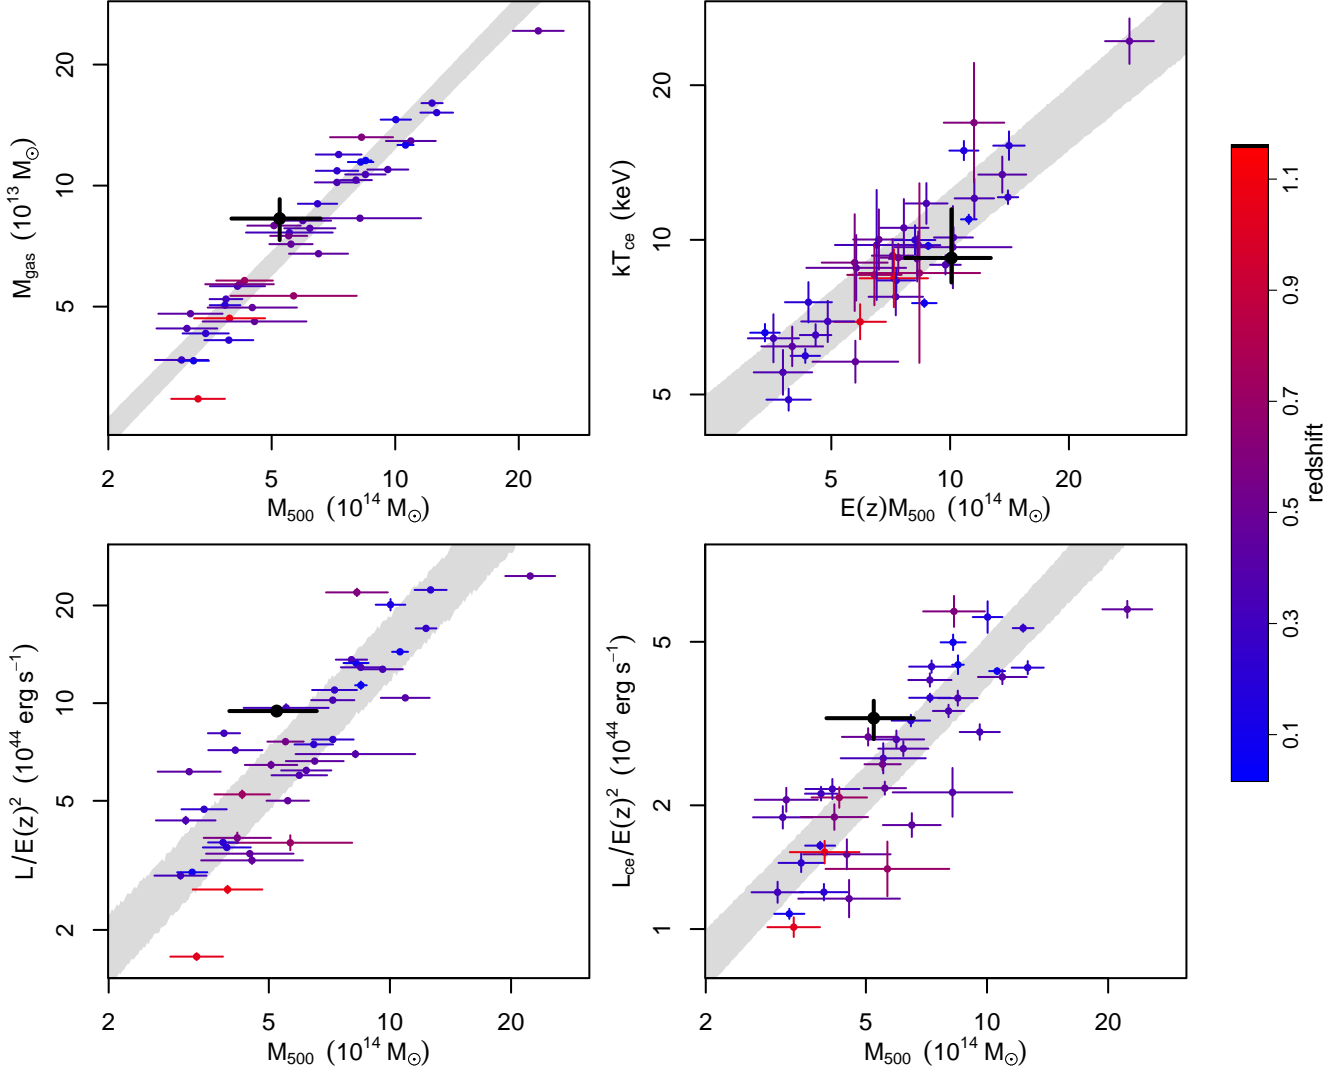 20
10
5
M_gas (10^13 M_⊙)
2 5 10 20
M_500 (10^14 M_⊙)
20
10
5
kT_ce (keV)
5 10 20
E(z)M_500 (10^14 M_⊙)
20
10
5
2
L/E(z)^2 (10^44 erg s^−1)
2 5 10 20
M_500 (10^14 M_⊙)
5
2
1
L_ce/E(z)^2 (10^44 erg s^−1)
2 5 10 20
M_500 (10^14 M_⊙)
1.1
0.9
0.7
0.5
0.3
0.1
redshift